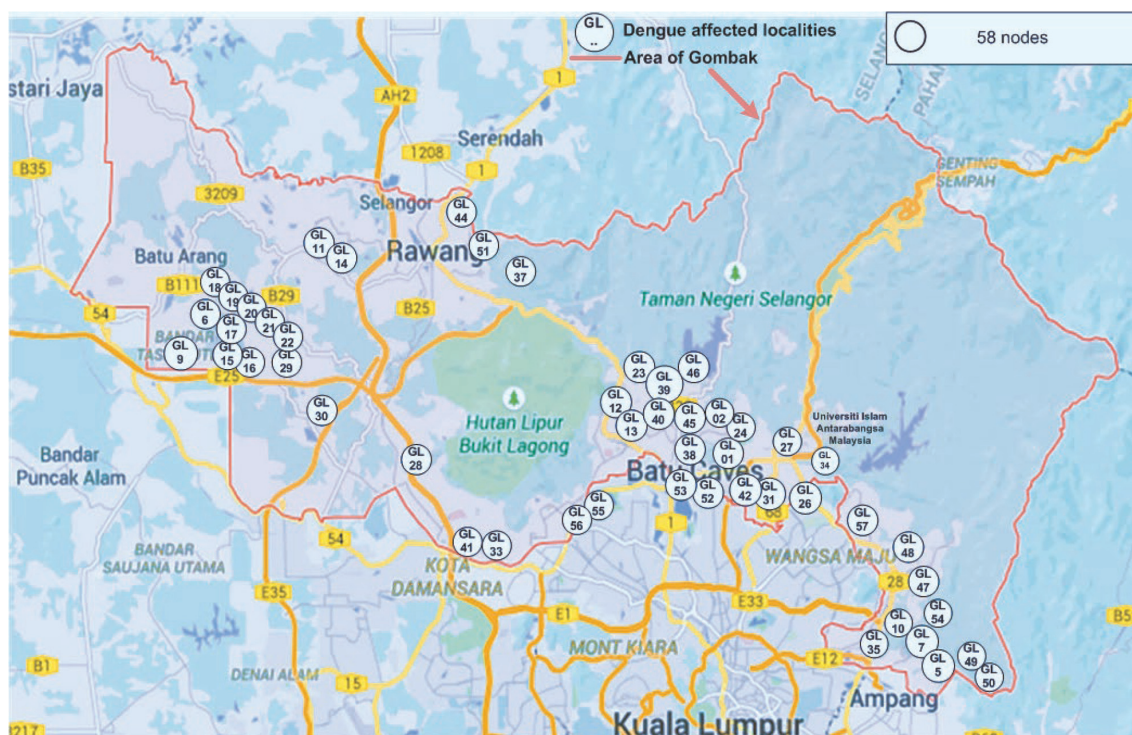 GL
..
Dengue affected localities
Area of Gombak
58 nodes
stari Jaya
AH2
1
Serendah
SELANG
PAHAN
1208
B35
1
GENTING
SEMPAH
3209
Selangor
GL
44
GL
11
GL
14
Rawang
GL
51
GL
37
Batu Arang
B111
GL
18
GL
19
B29
GL
20
GL
6
GL
21
GL
17
GL
22
54
B25
Taman Negeri Selangor
BANDAR
GL
9
GL
15
GL
16
GL
29
E25
GL
23
GL
46
GL
39
GL
12
GL
40
GL
45
GL
02
GL
13
GL
24
GL
30
Hutan Lipur
Bukit Lagong
Universiti Islam
Antarabangsa
Malaysia
GL
27
GL
38
GL
01
GL
34
GL
28
Bandar
Puncak Alam
Batu Caves
GL
53
GL
52
GL
42
GL
31
GL
26
68
GL
55
GL
56
1
GL
57
54
GL
41
GL
33
BANDAR
SAUJANA UTAMA
KOTA
DAMANSARA
WANGSA MAJU
GL
48
28
GL
47
E35
E1
E33
GL
54
GL
10
B5
MONT KIARA
GL
35
GL
7
E12
GL
49
GL
5
GL
50
B1
DENAI ALAM
15
Ampang
Kuala Lumpur
3217